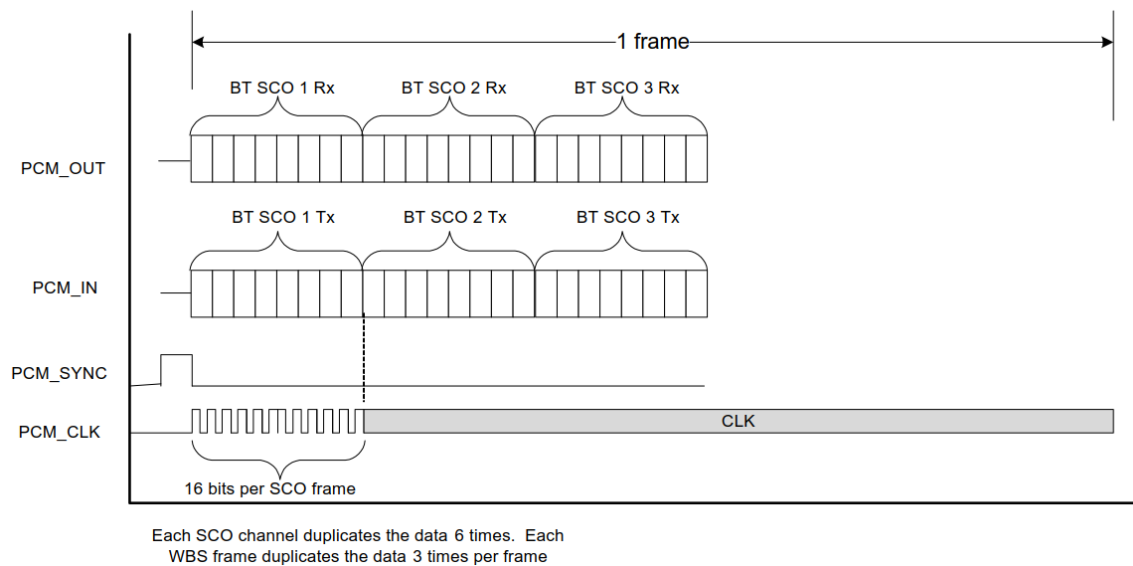 1 frame
BT SCO 1 Rx
BT SCO 2 Rx
BT SCO 3 Rx
PCM_OUT
BT SCO 1 Tx
BT SCO 2 Tx
BT SCO 3 Tx
PCM_IN
PCM_SYNC
PCM_CLK
CLK
16 bits per SCO frame
Each SCO channel duplicates the data 6 times. Each
WBS frame duplicates the data 3 times per frame